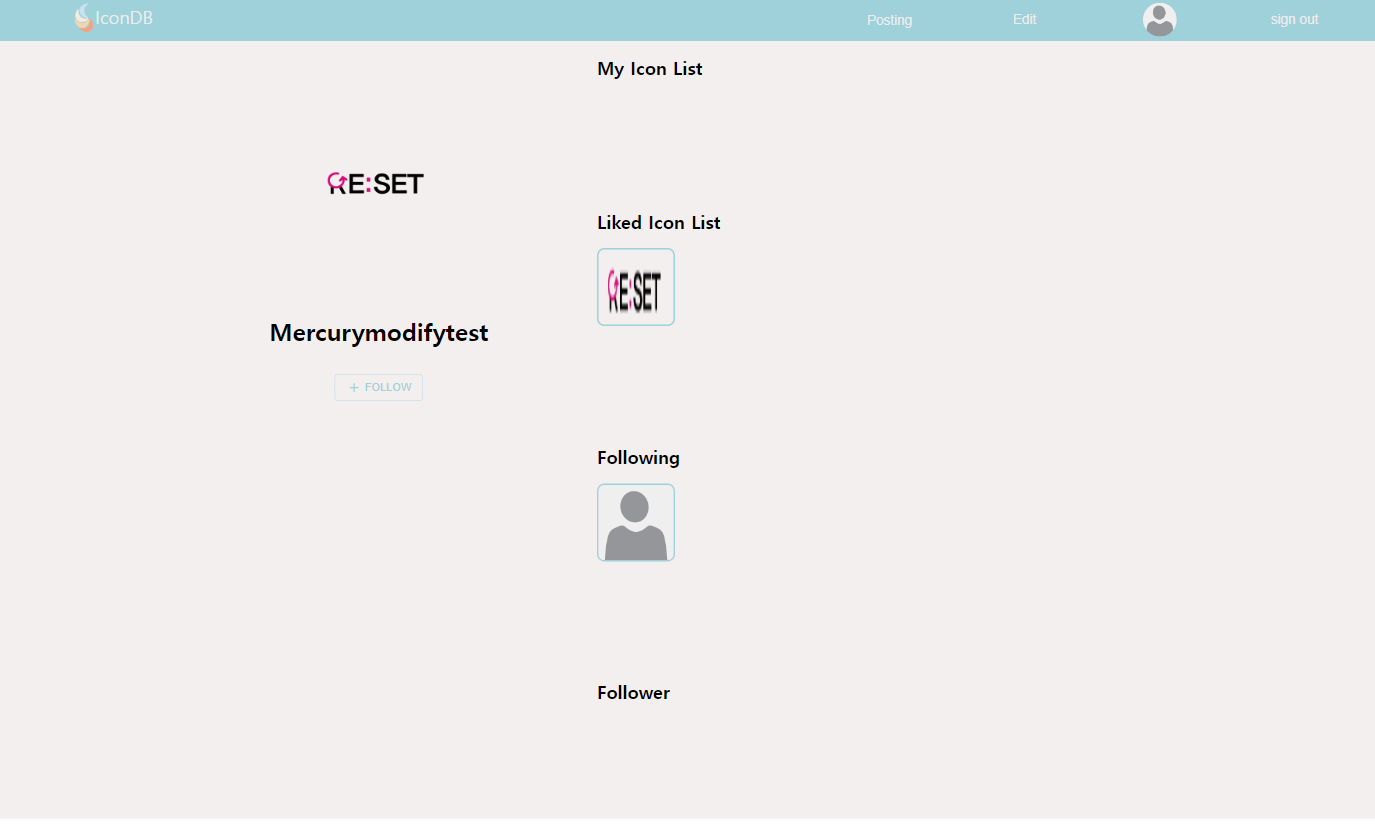 IconDB
Posting
Edit
sign out
My Icon List
RE:SET
Liked Icon List
RE:SET
Mercurymodifytest
+ FOLLOW
Following
Follower